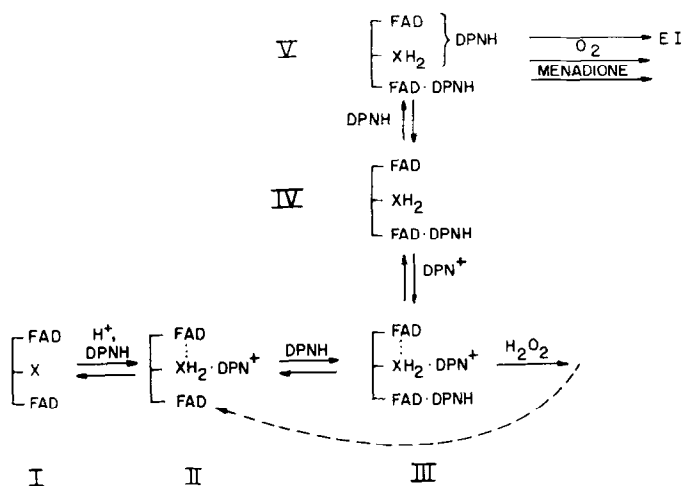 FAD
V XH2 } DPNH E I
O2
MENADIONE
FAD · DPNH
DPNH
FAD
IV XH2
FAD · DPNH
DPN+
FAD H+, DPNH FAD DPNH FAD H2O2
X XH2 · DPN+ XH2 · DPN+
FAD FAD FAD · DPNH
I II III